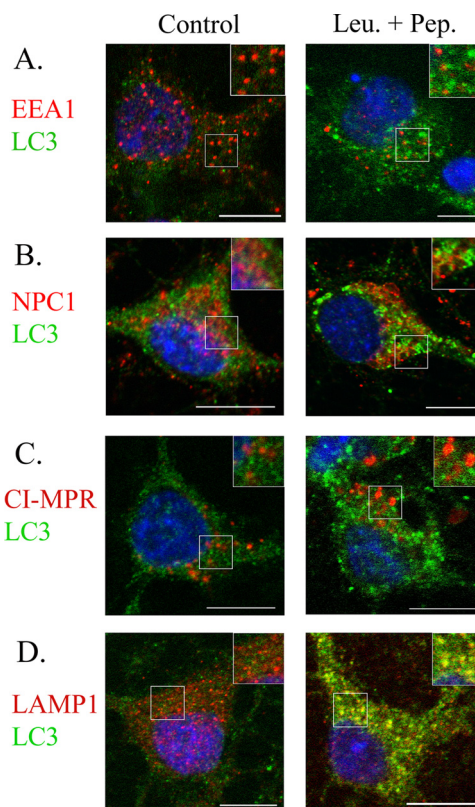 Control Leu. + Pep.
A.
EEA1
LC3
B.
NPC1
LC3
C.
CI-MPR
LC3
D.
LAMP1
LC3